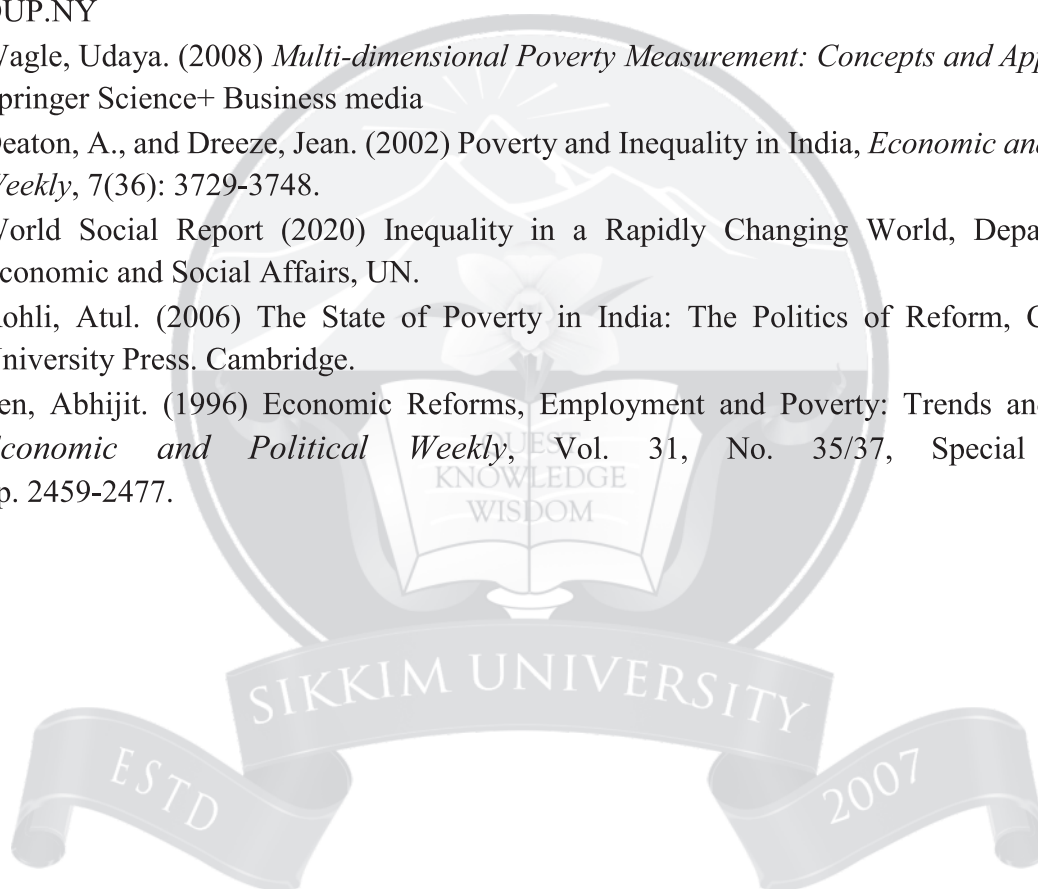 OUP.NY
Wagle, Udaya. (2008) Multi-dimensional Poverty Measurement: Concepts and App
pringer Science+ Business media
Deaton, A., and Dreeze, Jean. (2002) Poverty and Inequality in India, Economic and
Weekly, 7(36): 3729-3748.
World Social Report (2020) Inequality in a Rapidly Changing World, Depa
conomic and Social Affairs, UN.
ohli, Atul. (2006) The State of Poverty in India: The Politics of Reform, C
niversity Press. Cambridge.
en, Abhijit. (1996) Economic Reforms, Employment and Poverty: Trends and
conomic and Political Weekly, Vol. 31, No. 35/37, Special
p. 2459-2477.
QUEST
KNOWLEDGE
WISDOM
SIKKIM UNIVERSITY
ESTD
2007